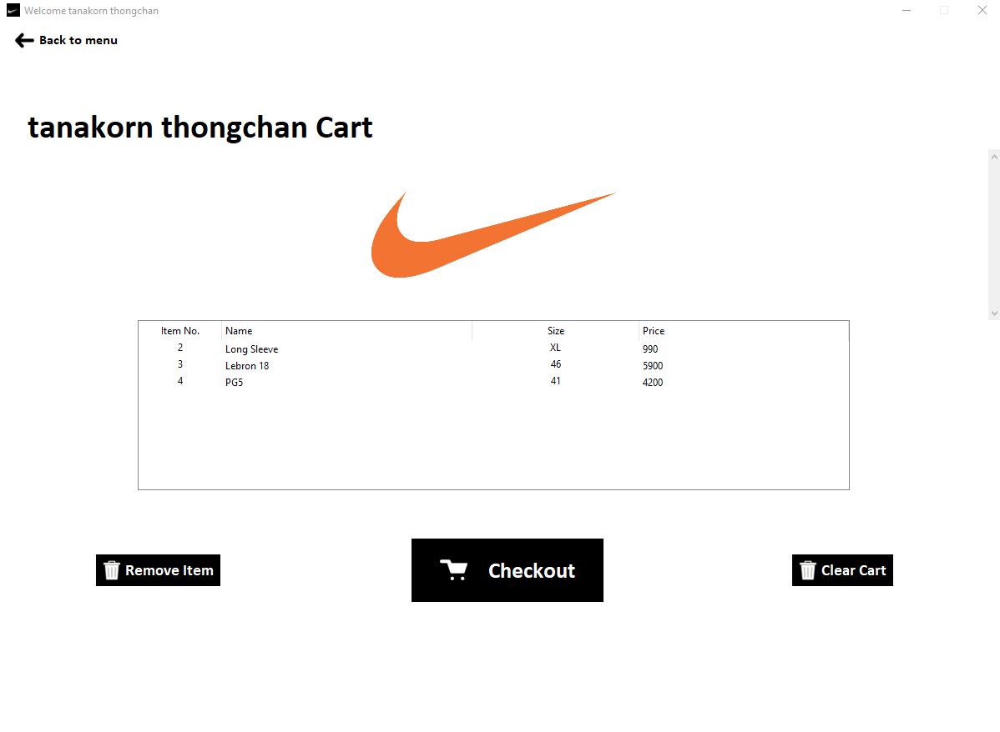 Welcome tanakorn thongchan
Back to menu
tanakorn thongchan Cart
Item No. Name Size Price
2 Long Sleeve XL 990
3 Lebron 18 46 5900
4 PG5 41 4200
Remove Item Checkout Clear Cart